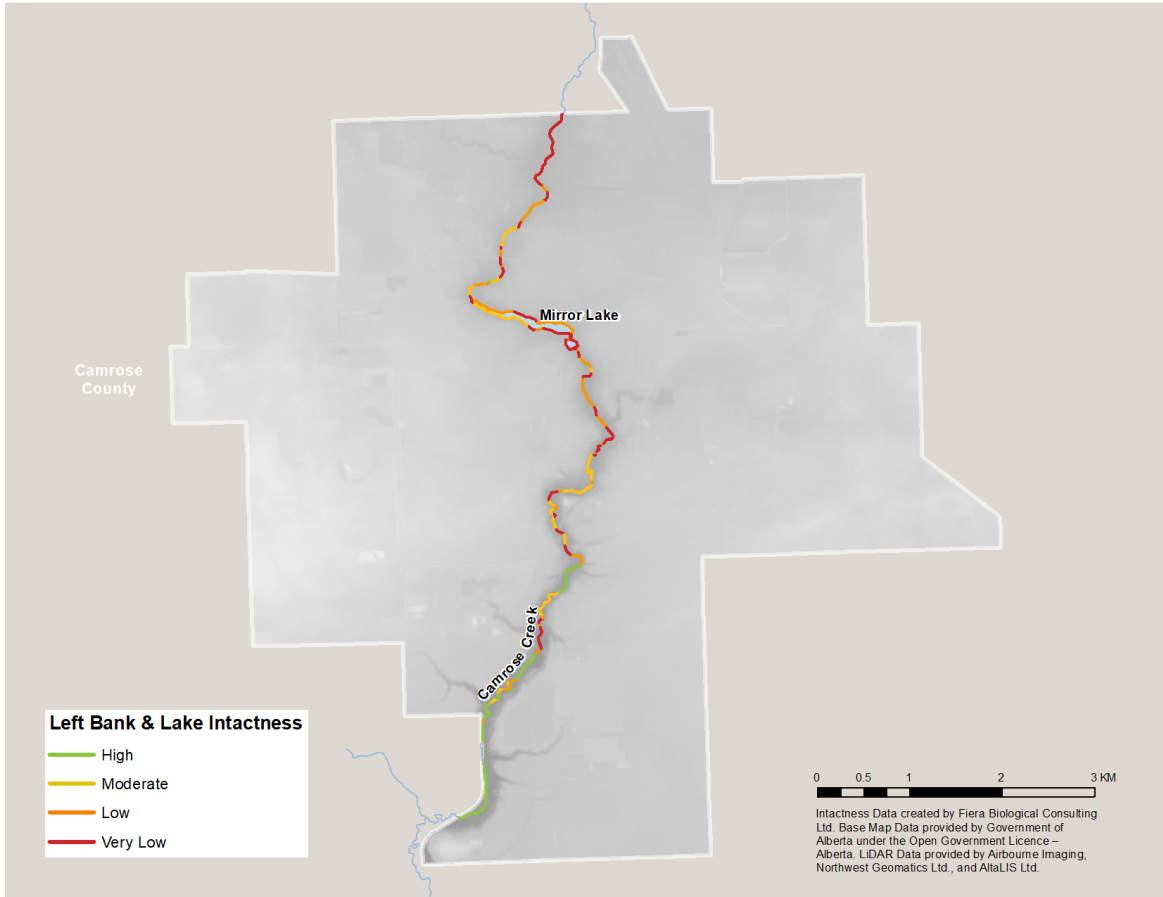 Mirror Lake
Camrose
County
Camrose Creek
Left Bank & Lake Intactness
High
Moderate
Low
Very Low
0 0.5 1 2 3 KM
Intactness Data created by Fiera Biological Consulting
Ltd. Base Map Data provided by Government of
Alberta under the Open Government Licence –
Alberta. LiDAR Data provided by Airbourne Imaging,
Northwest Geomatics Ltd., and AltaLIS Ltd.